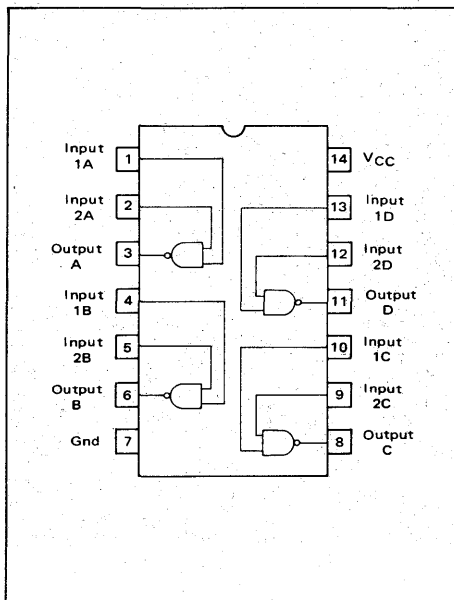 Input
1A
1
Input
2A
2
Output
A
3
Input
1B
4
Input
2B
5
Output
B
6
Gnd
7
14
VCC
13
Input
1D
12
Input
2D
11
Output
D
10
Input
1C
9
Input
2C
8
Output
C